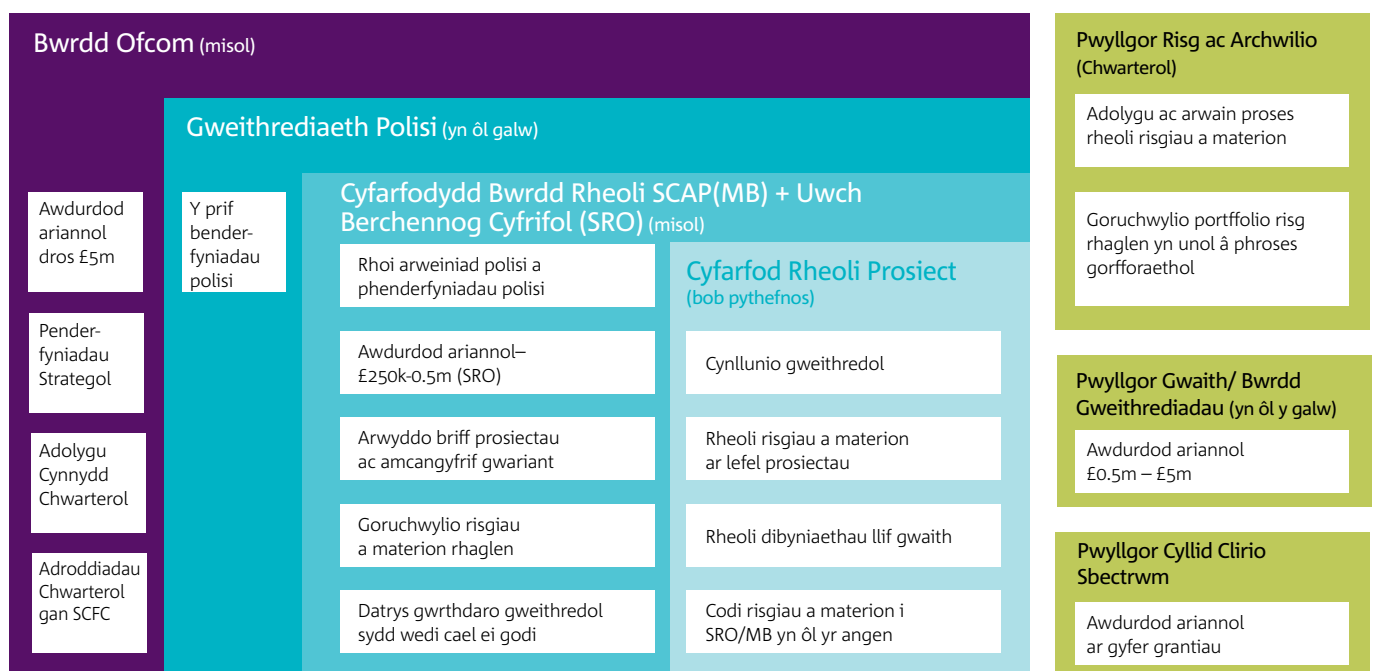 Bwrdd Ofcom (misol)
Awdurdod
ariannol
dros £5m
Pender-
fyniadau
Strategol
Adolygu
Cynnydd
Chwarterol
Adroddiadau
Chwarterol
gan SCFC
Gweithrediaeth Polisi (yn ôl galw)
Y prif
bender-
fyniadau
polisi
Cyfarfodydd Bwrdd Rheoli SCAP(MB) + Uwch
Berchennog Cyfrifol (SRO) (misol)
Rhoi arweiniad polisi a
phenderfyniadau polisi
Awdurdod ariannol–
£250k-0.5m (SRO)
Arwyddo briff prosiectau
ac amcangyfrif gwariant
Goruchwylio risgiau
a materion rhaglen
Datrys gwrthdaro gweithredol
sydd wedi cael ei godi
Cyfarfod Rheoli Prosiect
(bob pythefnos)
Cynllunio gweithredol
Rheoli risgiau a materion
ar lefel prosiectau
Rheoli dibyniaethau llif gwaith
Codi risgiau a materion i
SRO/MB yn ôl yr angen
Pwyllgor Risg ac Archwilio
(Chwarterol)
Adolygu ac arwain proses
rheoli risgiau a materion
Goruchwylio portffolio risg
rhaglen yn unol â phroses
gorfforaethol
Pwyllgor Gwaith/ Bwrdd
Gweithrediadau (yn ôl y galw)
Awdurdod ariannol
£0.5m – £5m
Pwyllgor Cyllid Clirio
Sbectrwm
Awdurdod ariannol
ar gyfer grantiau